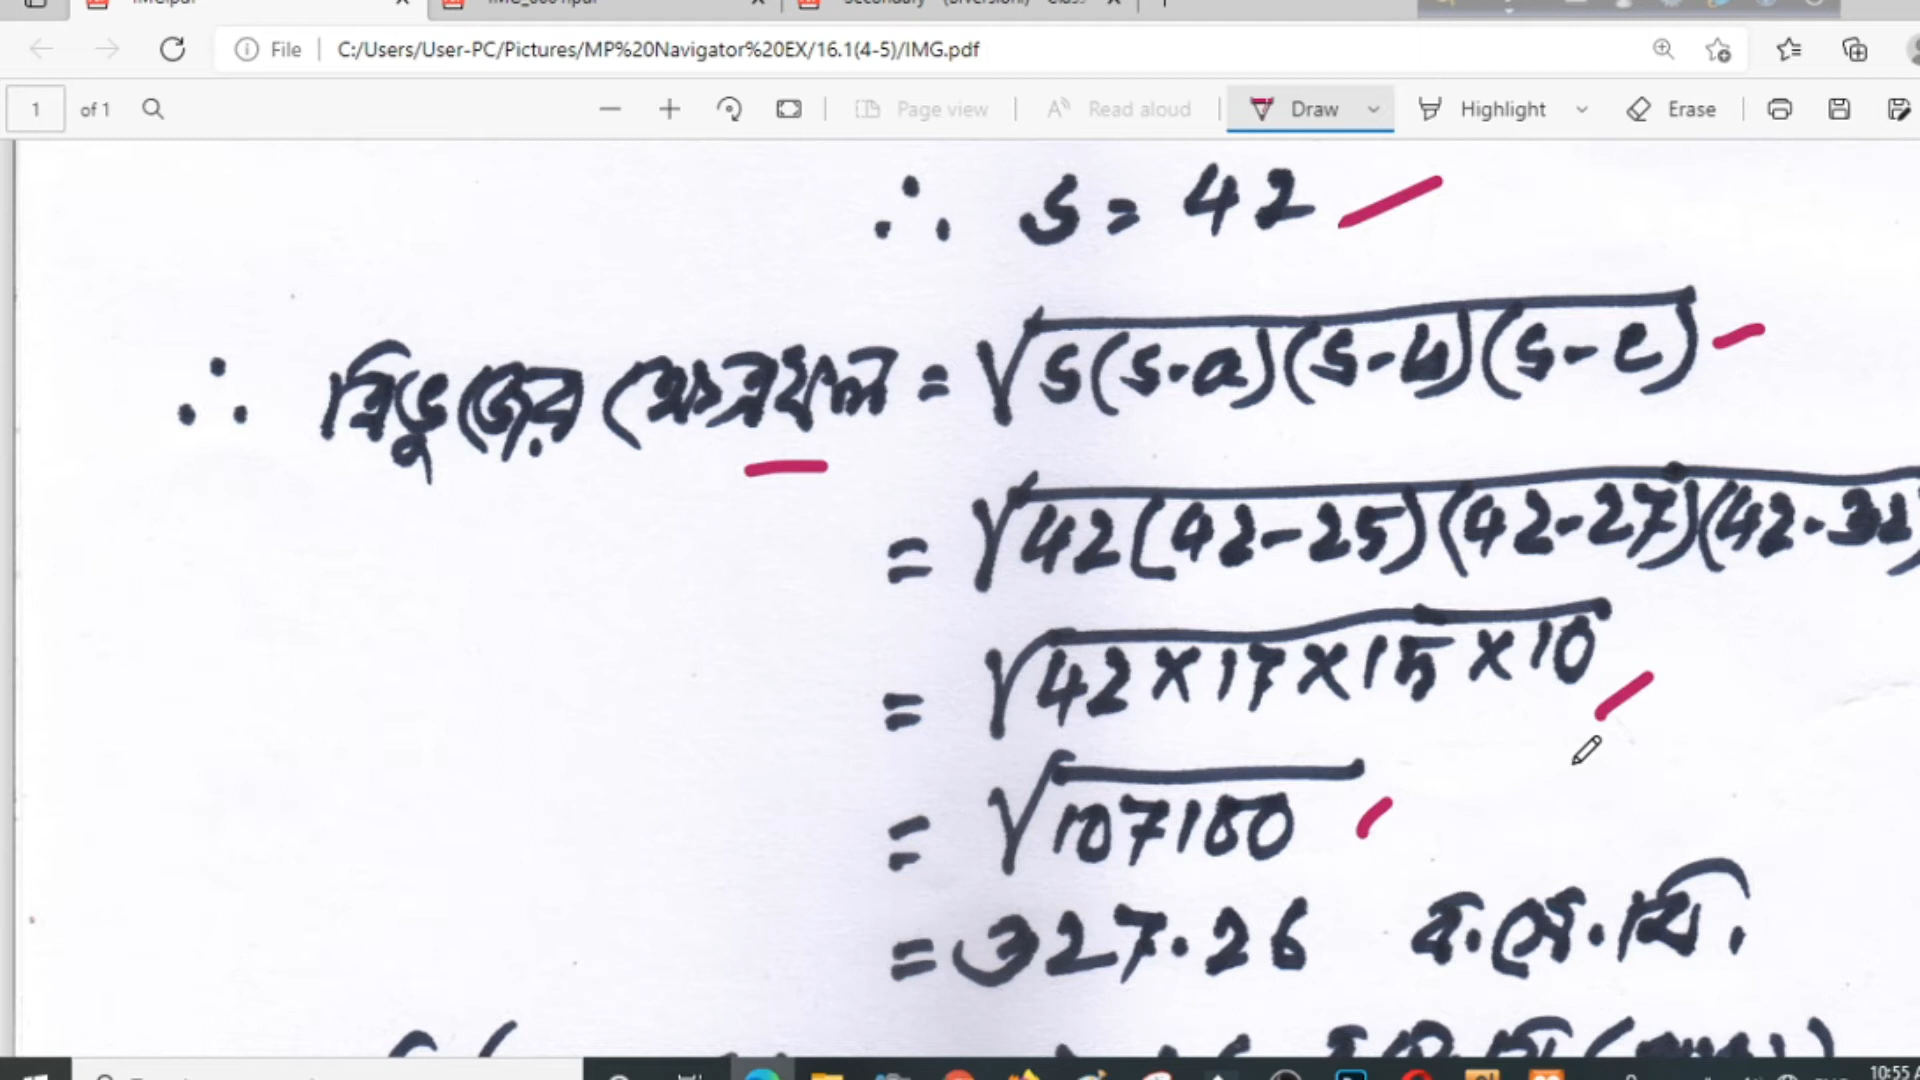 File C:/Users/User-PC/Pictures/MP%20Navigator%20EX/16.1(4-5)/IMG.pdf
1 of 1 Page view Read aloud Draw Highlight Erase
∴ S = 42
∴ ত্রিভুজের ক্ষেত্রফল = √S(S-a)(S-b)(S-c)
= √42(42-25)(42-27)(42-32)
= √42×17×15×10
= √107100
= 327.26 ব.সে.মি.
10:55